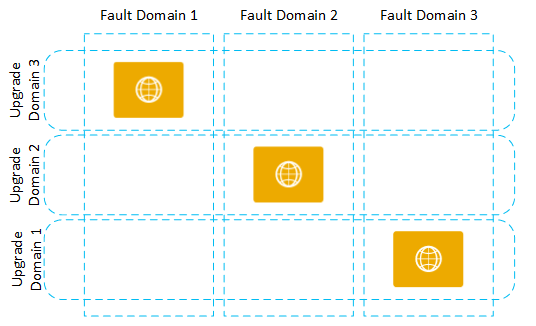 Fault Domain 1
Fault Domain 2
Fault Domain 3
Upgrade
Domain 3
Upgrade
Domain 2
Upgrade
Domain 1